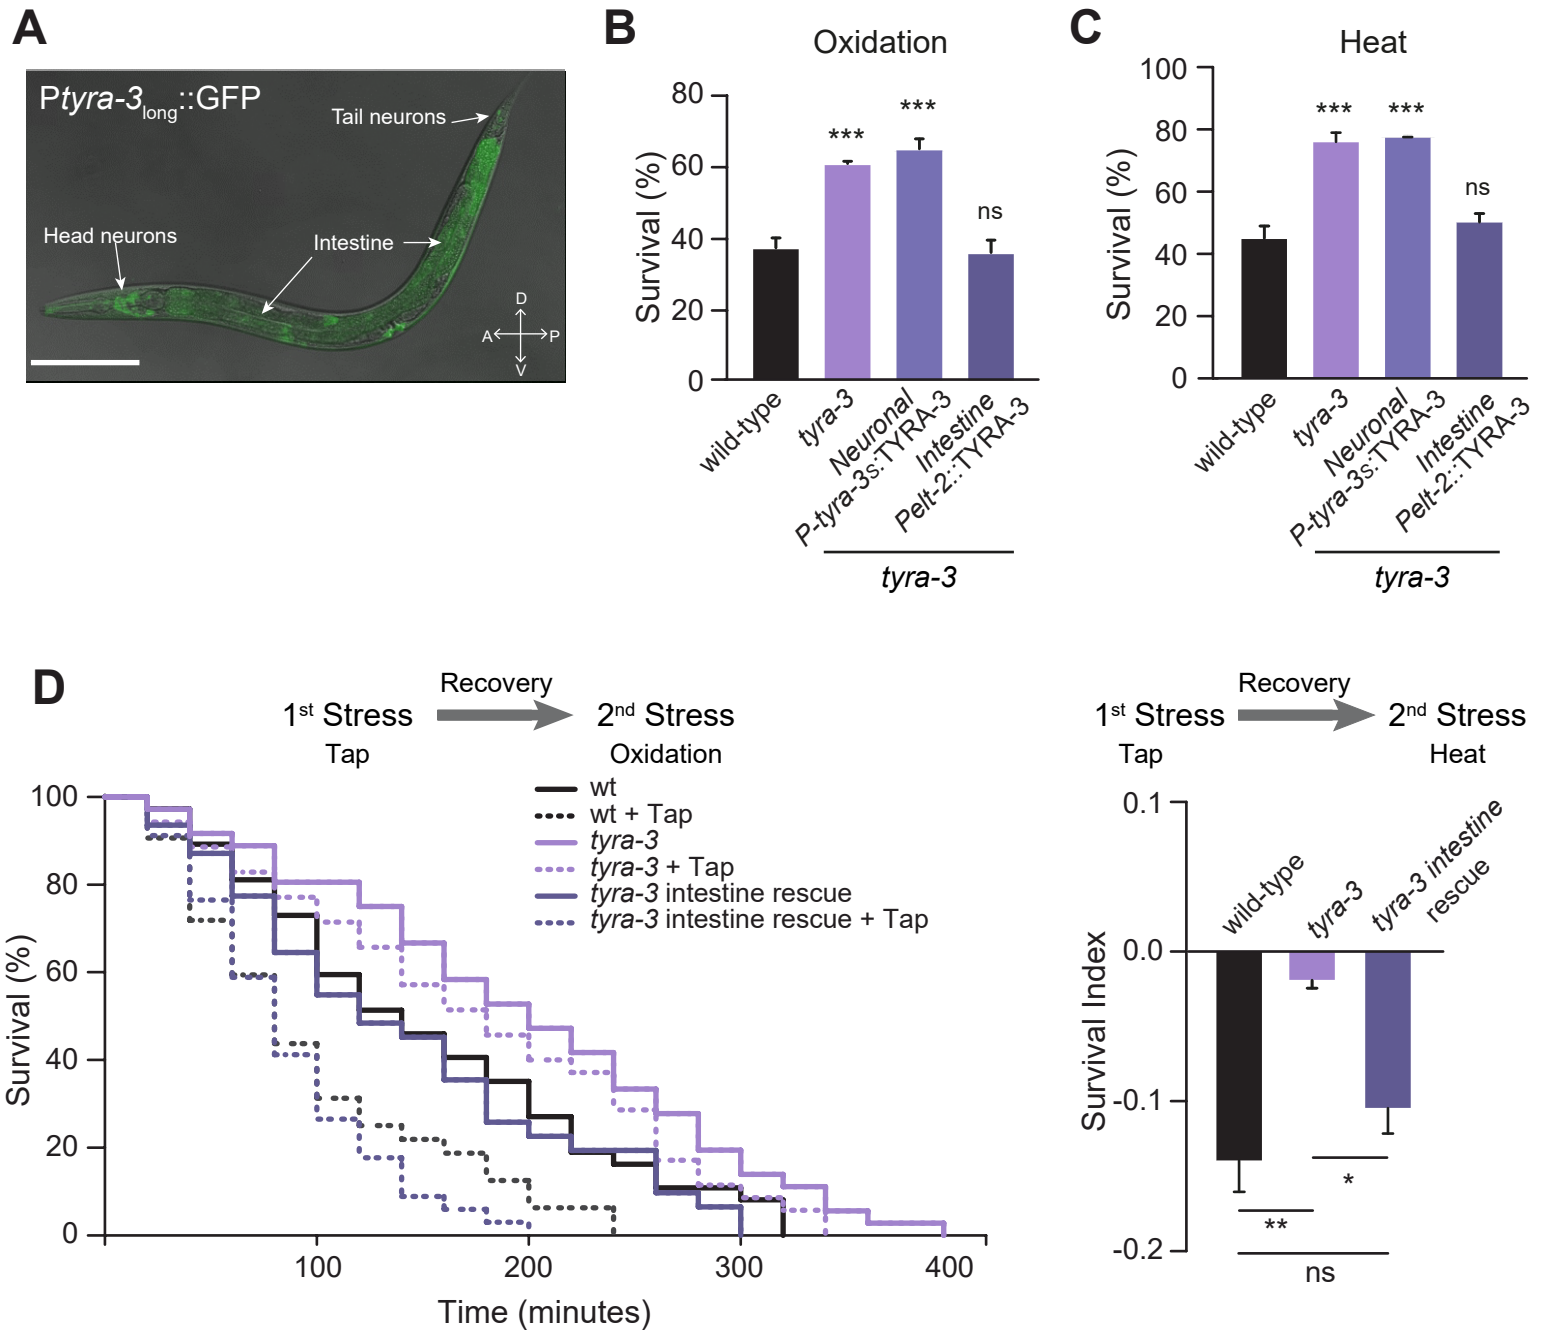 A
Ptyra-3long::GFP
Tail neurons
Head neurons
Intestine
D
A
P
V
B
Oxidation
Survival (%)
80
60
40
20
0
***
***
ns
wild-type
tyra-3
Neuronal
P-tyra-3s:TYRA-3
Intestine
Pelt-2::TYRA-3
tyra-3
C
Heat
Survival (%)
100
80
60
40
20
0
***
***
ns
wild-type
tyra-3
Neuronal
P-tyra-3s:TYRA-3
Intestine
Pelt-2::TYRA-3
tyra-3
D
Recovery
1st Stress
2nd Stress
Tap
Oxidation
wt
wt + Tap
tyra-3
tyra-3 + Tap
tyra-3 intestine rescue
tyra-3 intestine rescue + Tap
Survival (%)
100
80
60
40
20
0
100
200
300
400
Time (minutes)
Recovery
1st Stress
2nd Stress
Tap
Heat
Survival Index
0.1
0.0
-0.1
-0.2
wild-type
tyra-3
tyra-3 intestine
rescue
*
**
ns